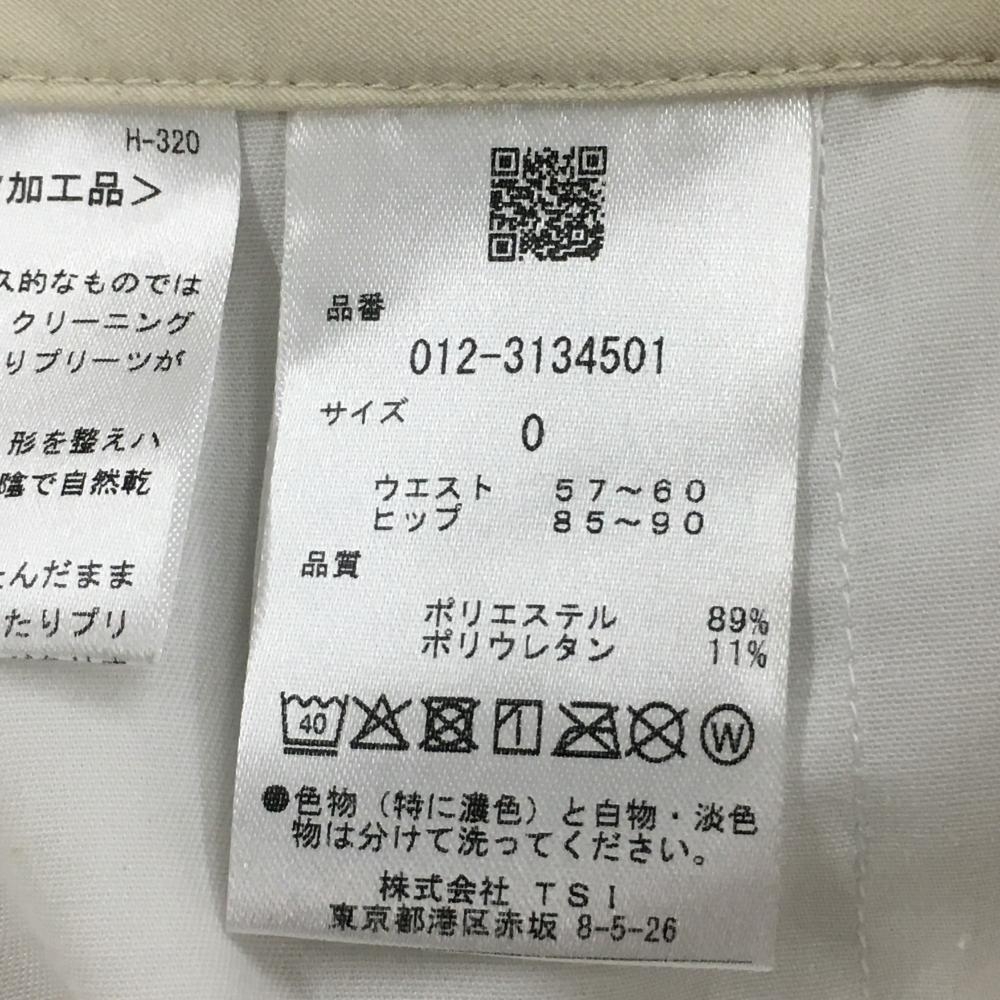 H-320
加工品>
久的なものでは
クリーニング
りプリーツが
形を整えハ
陰で自然乾
たんだまま
たりプリ
品番
012-3134501
サイズ
0
ウエスト 57～60
ヒップ 85～90
品質
ポリエステル 89%
ポリウレタン 11%
40
W
●色物（特に濃色）と白物・淡色
物は分けて洗ってください。
株式会社 TSI
東京都港区赤坂 8-5-26